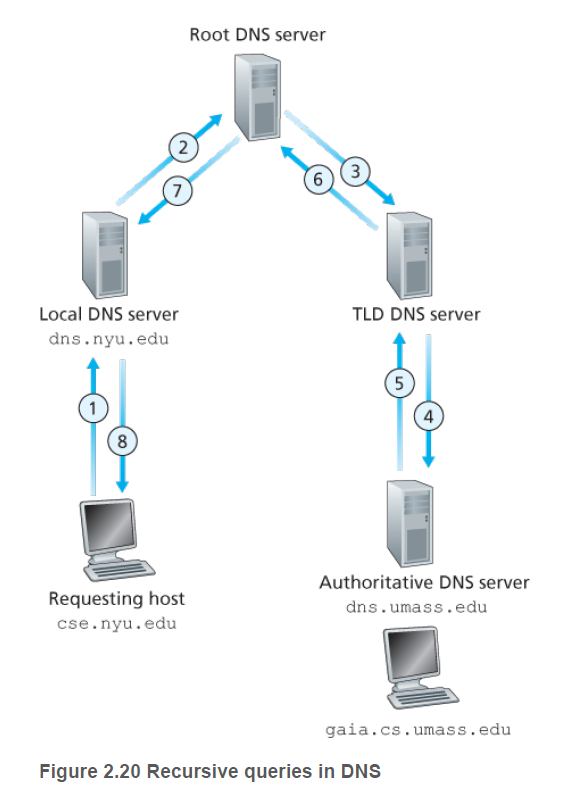 Root DNS server
2
3
7
6
Local DNS server
dns.nyu.edu
TLD DNS server
1
5
8
4
Requesting host
cse.nyu.edu
Authoritative DNS server
dns.umass.edu
gaia.cs.umass.edu
Figure 2.20 Recursive queries in DNS